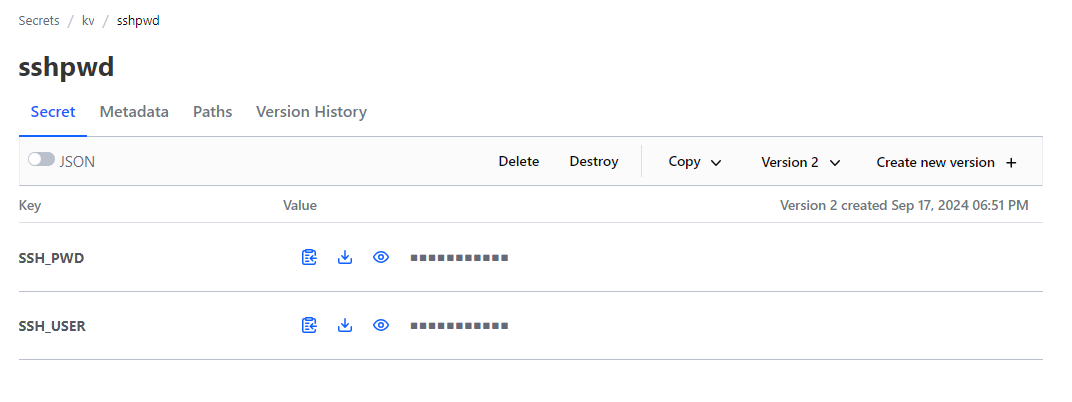 Secrets / kv / sshpwd
sshpwd
Secret Metadata Paths Version History
JSON Delete Destroy Copy Version 2 Create new version +
Key Value Version 2 created Sep 17, 2024 06:51 PM
SSH_PWD ▪▪▪▪▪▪▪▪▪▪▪
SSH_USER ▪▪▪▪▪▪▪▪▪▪▪